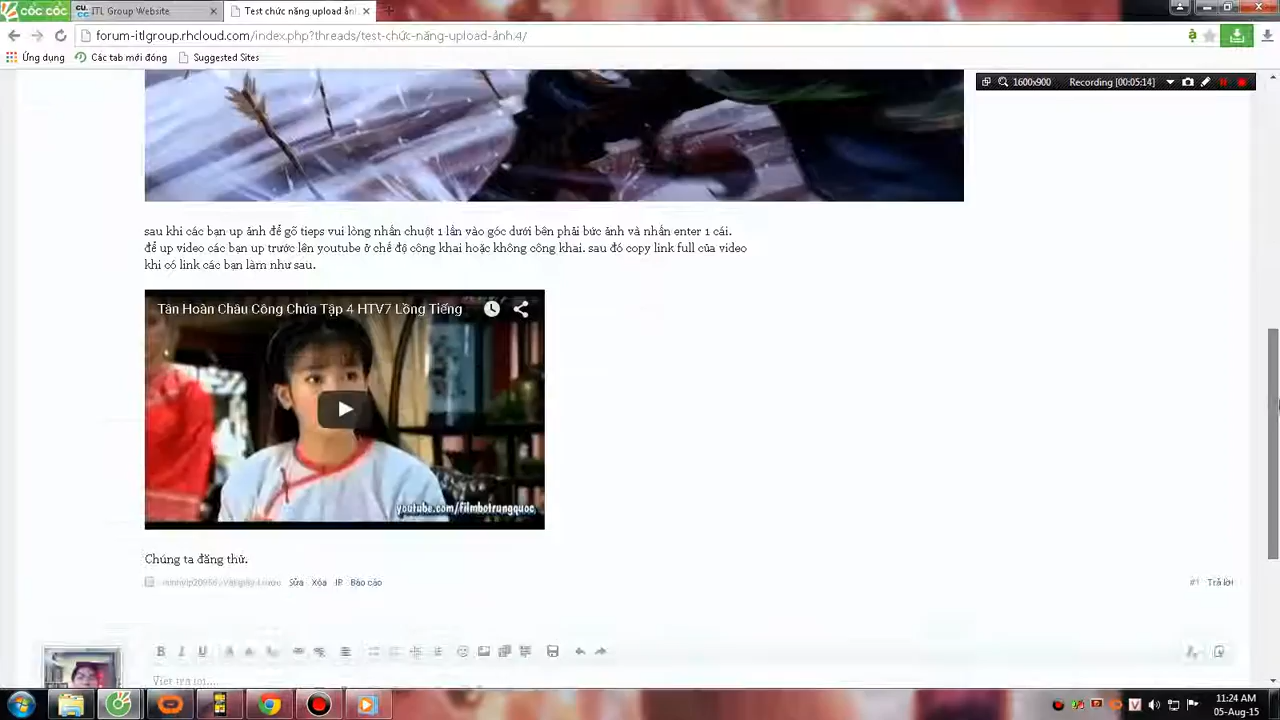 cốc cốc
ITL Group Website
Test chức năng upload ản
forum-itlgroup.rhcloud.com/index.php?threads/test-chức-năng-upload-ảnh.4/
Ứng dụng
Các tab mới đóng
Suggested Sites
1600x900
Recording [00:05:14]
sau khi các bạn up ảnh để gõ tieps vui lòng nhấn chuột 1 lần vào góc dưới bên phải bức ảnh và nhấn enter 1 cái.
để up video các bạn up trước lên youtube ở chế độ công khai hoặc không công khai. sau đó copy link full của video
khi có link các bạn làm như sau.
Tân Hoàn Châu Công Chúa Tập 4 HTV7 Lồng Tiếng
youtube.com/filmbotrungquoc
Chúng ta đăng thử.
Sửa Xóa IP Báo cáo
#1 Trả lời
B I U
Viết trả lời....
11:24 AM
05-Aug-15